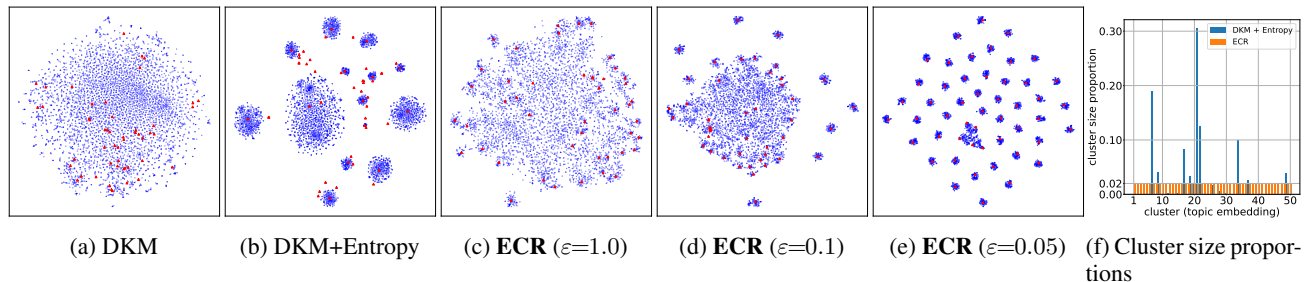 DKM + Entropy
ECR
0.30
0.20
0.10
0.02
0.00
cluster size proportion
1 10 20 30 40 50
cluster (topic embedding)
(a) DKM
(b) DKM+Entropy
(c) ECR (ε=1.0)
(d) ECR (ε=0.1)
(e) ECR (ε=0.05)
(f) Cluster size propor-
tions